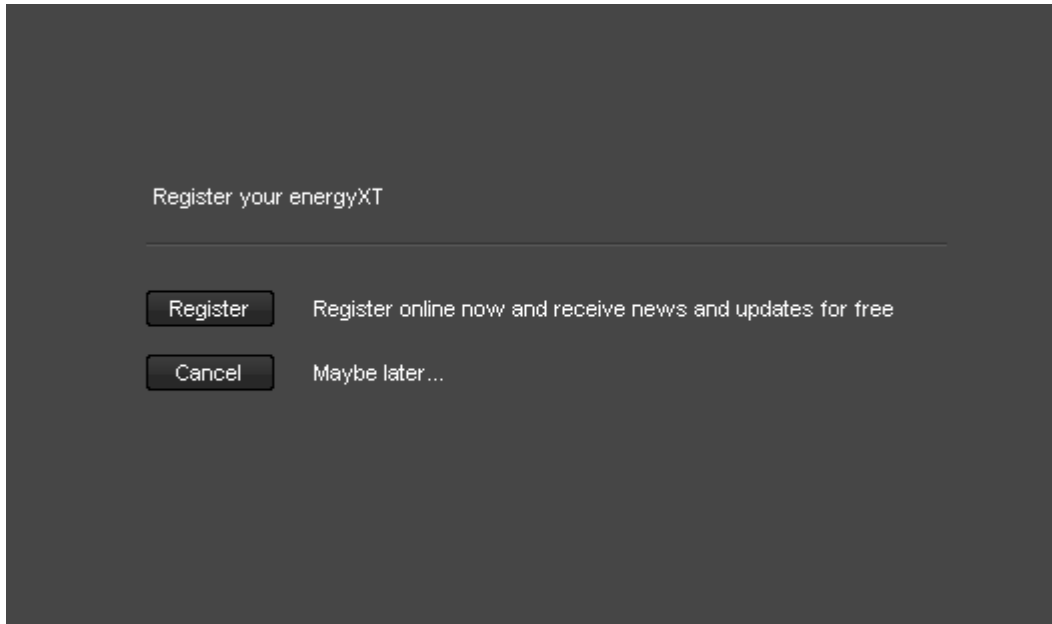 Register your energyXT
Register Register online now and receive news and updates for free
Cancel Maybe later...